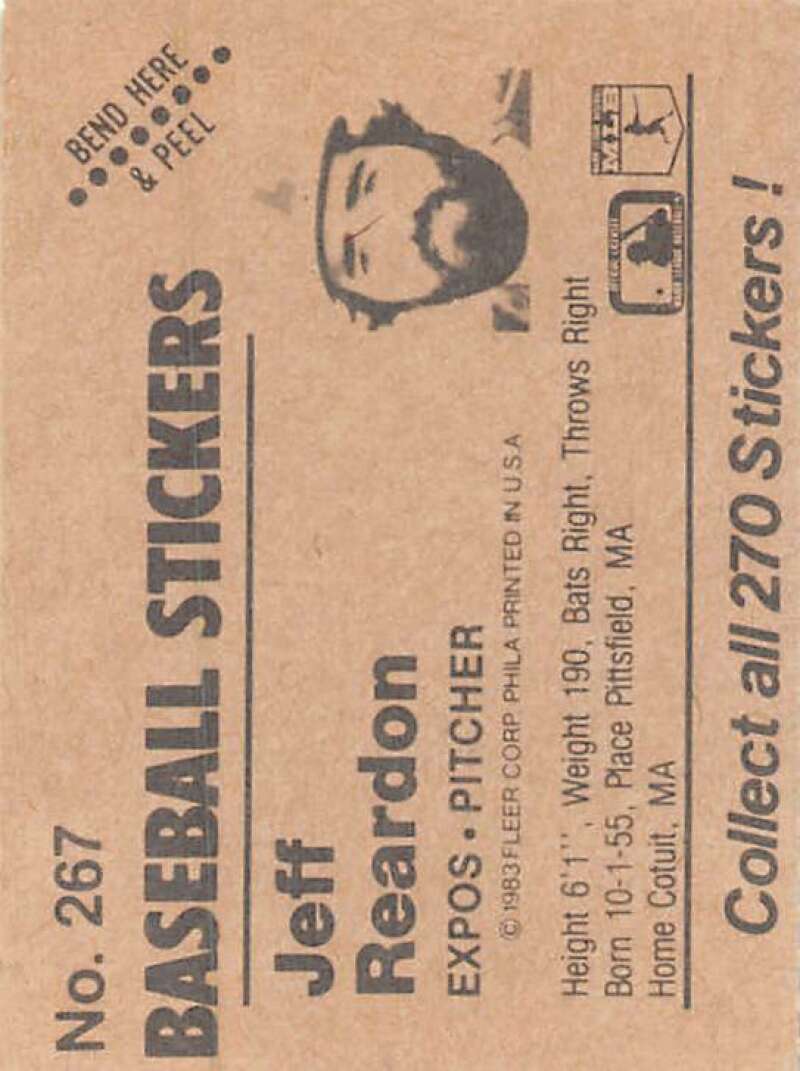 No. 267
BEND HERE
& PEEL
BASEBALL STICKERS
Jeff
Reardon
EXPOS • PITCHER
© 1983 FLEER CORP PHILA PRINTED IN U.S.A
Height 6'1'', Weight 190, Bats Right, Throws Right
Born 10-1-55, Place Pittsfield, MA
Home Cotuit, MA
Collect all 270 Stickers!